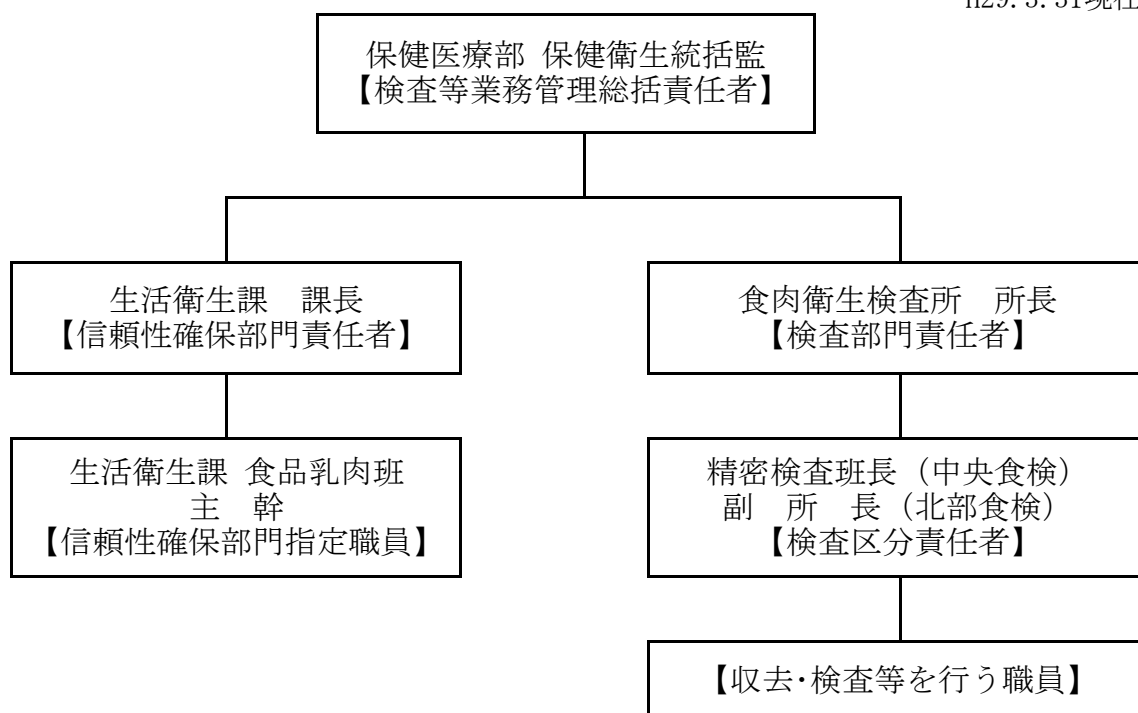 H29.3.31現在
保健医療部 保健衛生統括監
【検査等業務管理総括責任者】
生活衛生課　課長
【信頼性確保部門責任者】
食肉衛生検査所　所長
【検査部門責任者】
生活衛生課 食品乳肉班
主　幹
【信頼性確保部門指定職員】
精密検査班長（中央食検）
副　所　長（北部食検）
【検査区分責任者】
【収去･検査等を行う職員】